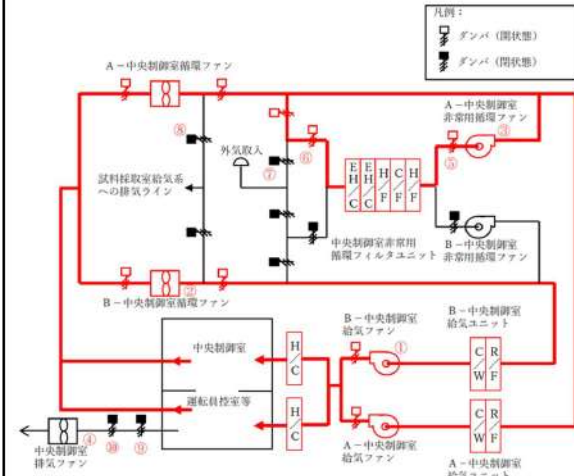 凡例：
ダンパ（開状態）
ダンパ（閉状態）
A－中央制御室循環ファン
⑧
外気取入
⑦
⑥
A－中央制御室
非常用循環ファン
③
⑤
試料採取室給気系
への排気ライン
E/H/C
E/H/C
H/F
C/F
H/F
中央制御室非常用
循環フィルタユニット
B－中央制御室
非常用循環ファン
②
B－中央制御室循環ファン
中央制御室
運転員控室等
H/C
H/C
B－中央制御室
給気ファン
①
B－中央制御室
給気ユニット
C/W
R/F
C/W
R/F
④
⑩
⑨
中央制御室
排気ファン
A－中央制御室
給気ファン
A－中央制御室
給気ユニット